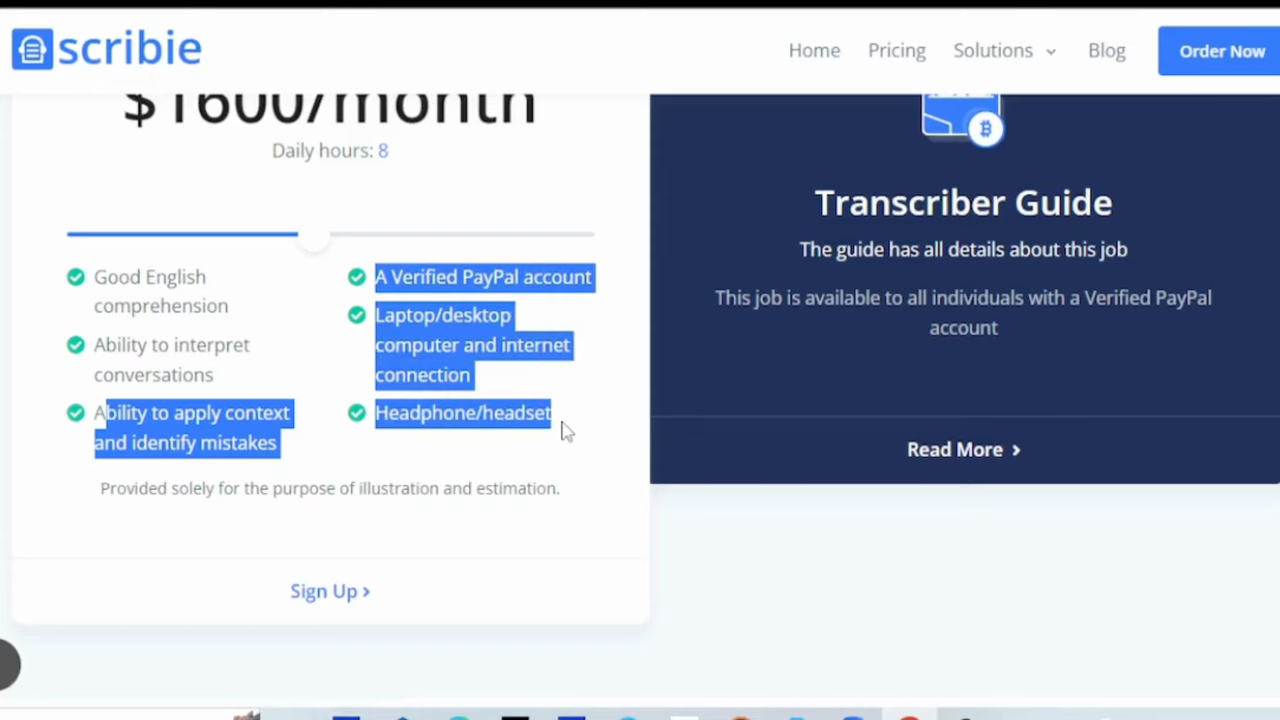 scribie
Home
Pricing
Solutions
Blog
Order Now
$1600/month
Daily hours: 8
Good English
comprehension
Ability to interpret
conversations
Ability to apply context
and identify mistakes
A Verified PayPal account
Laptop/desktop
computer and internet
connection
Headphone/headset
Provided solely for the purpose of illustration and estimation.
Sign Up ›
Transcriber Guide
The guide has all details about this job
This job is available to all individuals with a Verified PayPal
account
Read More ›